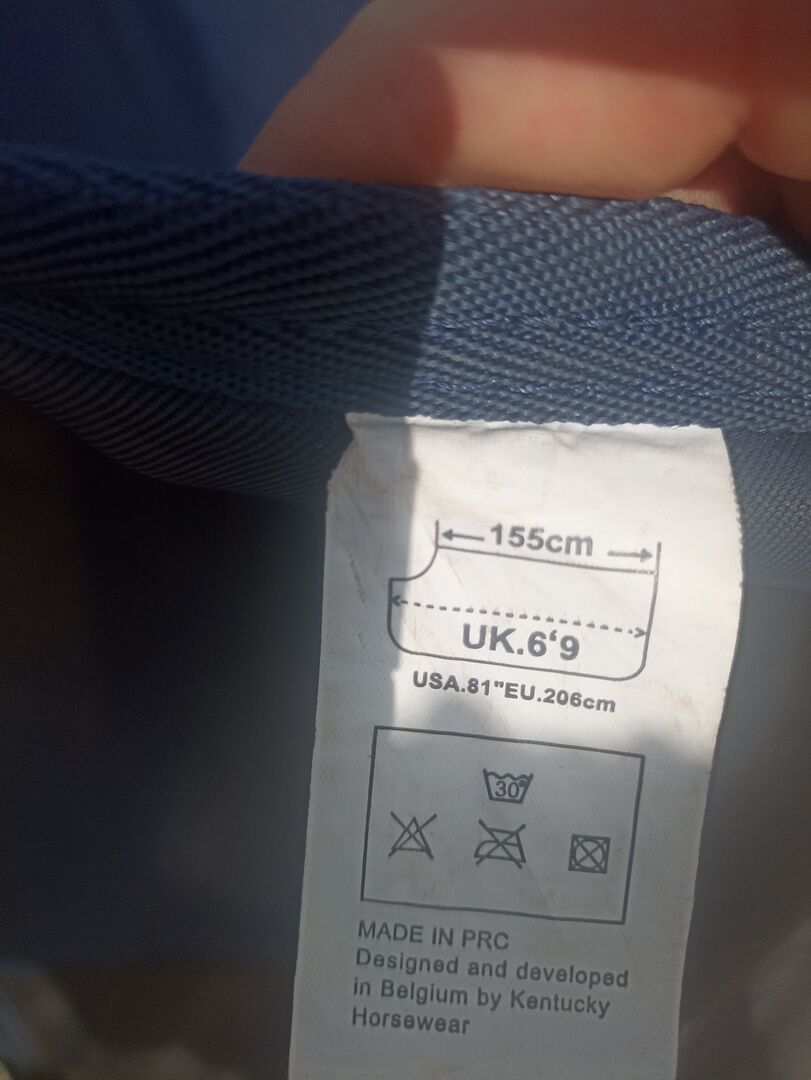 155cm
UK.6‘9
USA.81"EU.206cm
30°
MADE IN PRC
Designed and developed
in Belgium by Kentucky
Horsewear